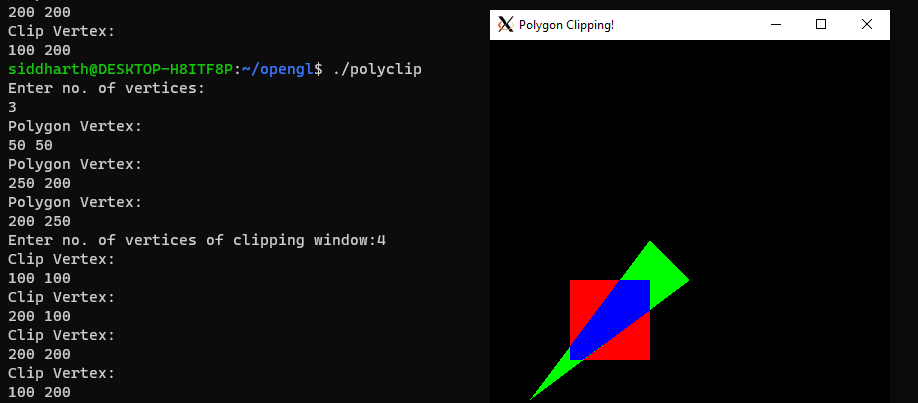 200 200
Clip Vertex:
100 200
siddharth@DESKTOP-H8ITF8P:~/opengl$ ./polyclip
Enter no. of vertices:
3
Polygon Vertex:
50 50
Polygon Vertex:
250 200
Polygon Vertex:
200 250
Enter no. of vertices of clipping window:4
Clip Vertex:
100 100
Clip Vertex:
200 100
Clip Vertex:
200 200
Clip Vertex:
100 200
Polygon Clipping!